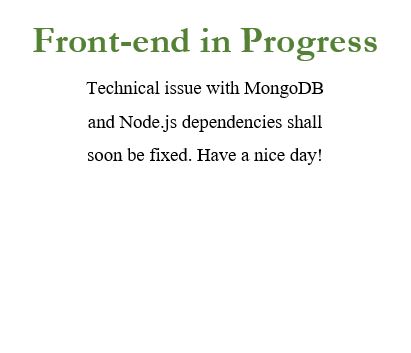 Front-end in Progress
Technical issue with MongoDB
and Node.js dependencies shall
soon be fixed. Have a nice day!